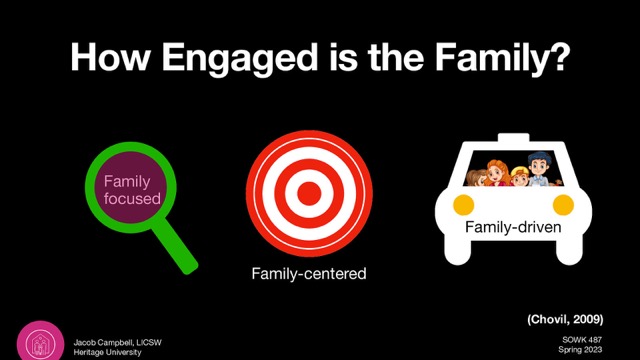 How Engaged is the Family?
Family
focused
Family-centered
Family-driven
(Chovil, 2009)
Jacob Campbell, LICSW
Heritage University
SOWK 487
Spring 2023